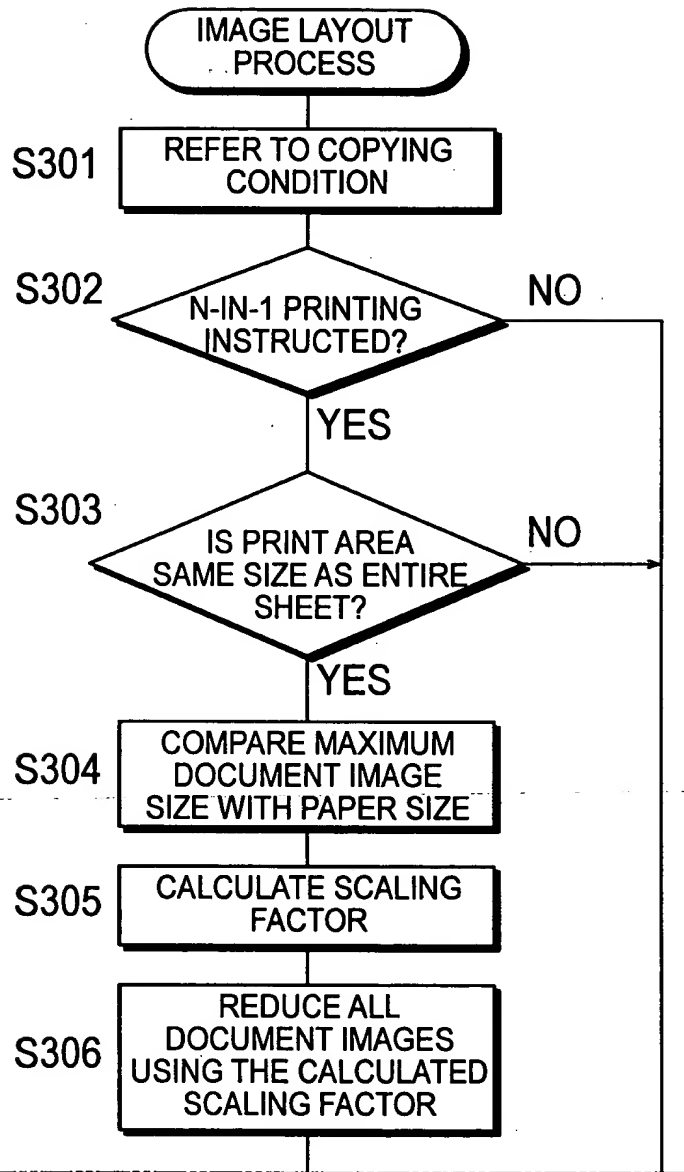 IMAGE LAYOUT
PROCESS
S301
REFER TO COPYING
CONDITION
S302
N-IN-1 PRINTING
INSTRUCTED?
NO
YES
S303
IS PRINT AREA
SAME SIZE AS ENTIRE
SHEET?
NO
YES
S304
COMPARE MAXIMUM
DOCUMENT IMAGE
SIZE WITH PAPER SIZE
S305
CALCULATE SCALING
FACTOR
S306
REDUCE ALL
DOCUMENT IMAGES
USING THE CALCULATED
SCALING FACTOR